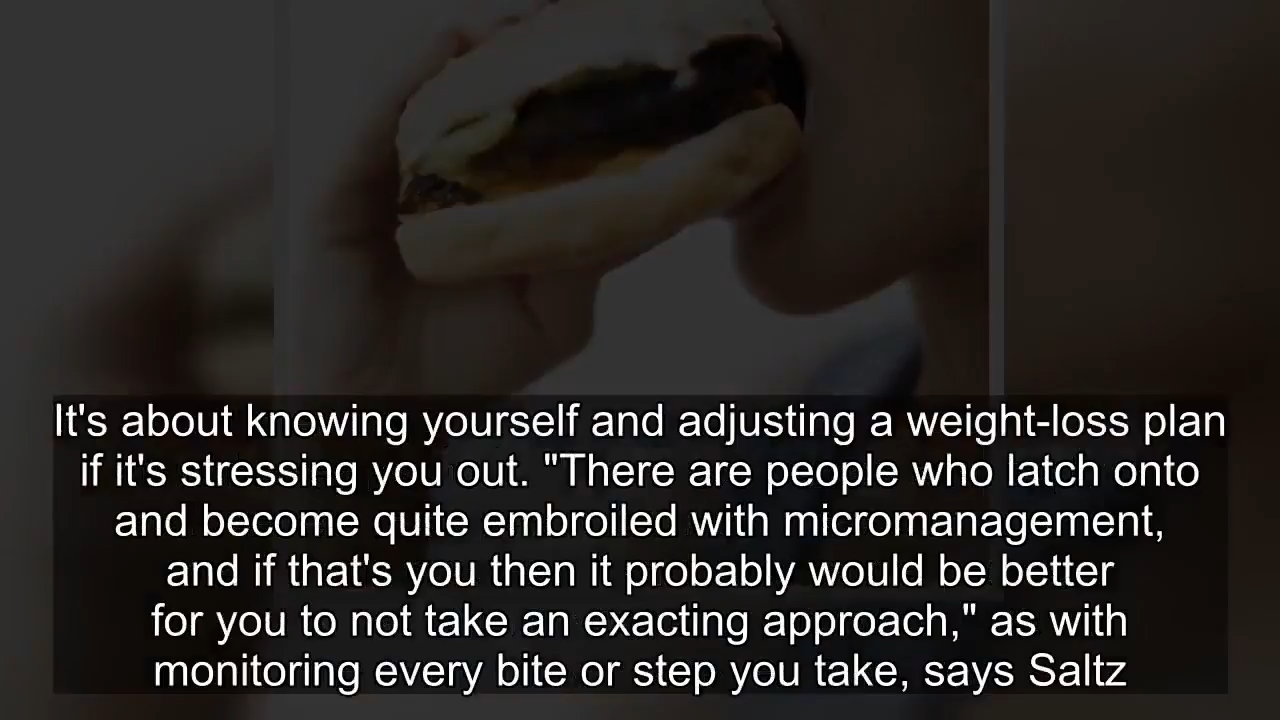 It's about knowing yourself and adjusting a weight-loss plan
if it's stressing you out. "There are people who latch onto
and become quite embroiled with micromanagement,
and if that's you then it probably would be better
for you to not take an exacting approach," as with
monitoring every bite or step you take, says Saltz